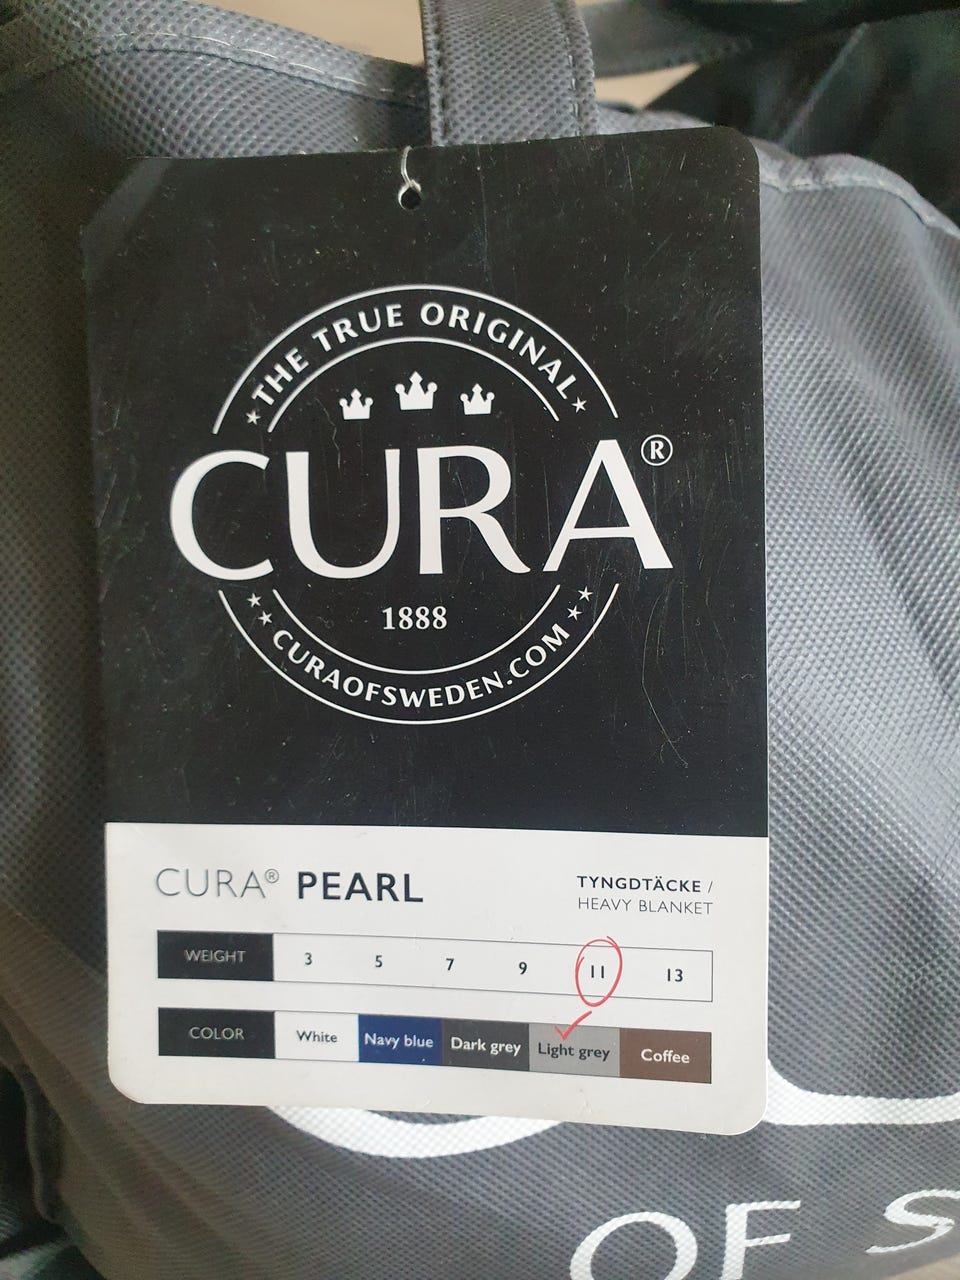 THE TRUE ORIGINAL
CURA®
1888
CURAOFSWEDEN.COM
CURA® PEARL
TYNGDTÄCKE /
HEAVY BLANKET
WEIGHT 3 5 7 9 11 13
COLOR White Navy blue Dark grey Light grey Coffee
OF S